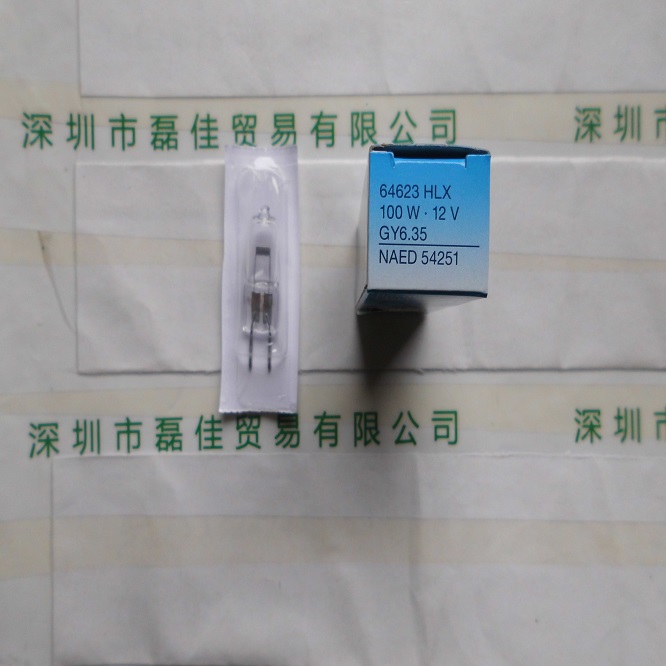 深圳市磊佳贸易有限公司
深圳市
64623 HLX
100 W · 12 V
GY6.35
NAED 54251
深圳市磊佳贸易有限公司
深圳市